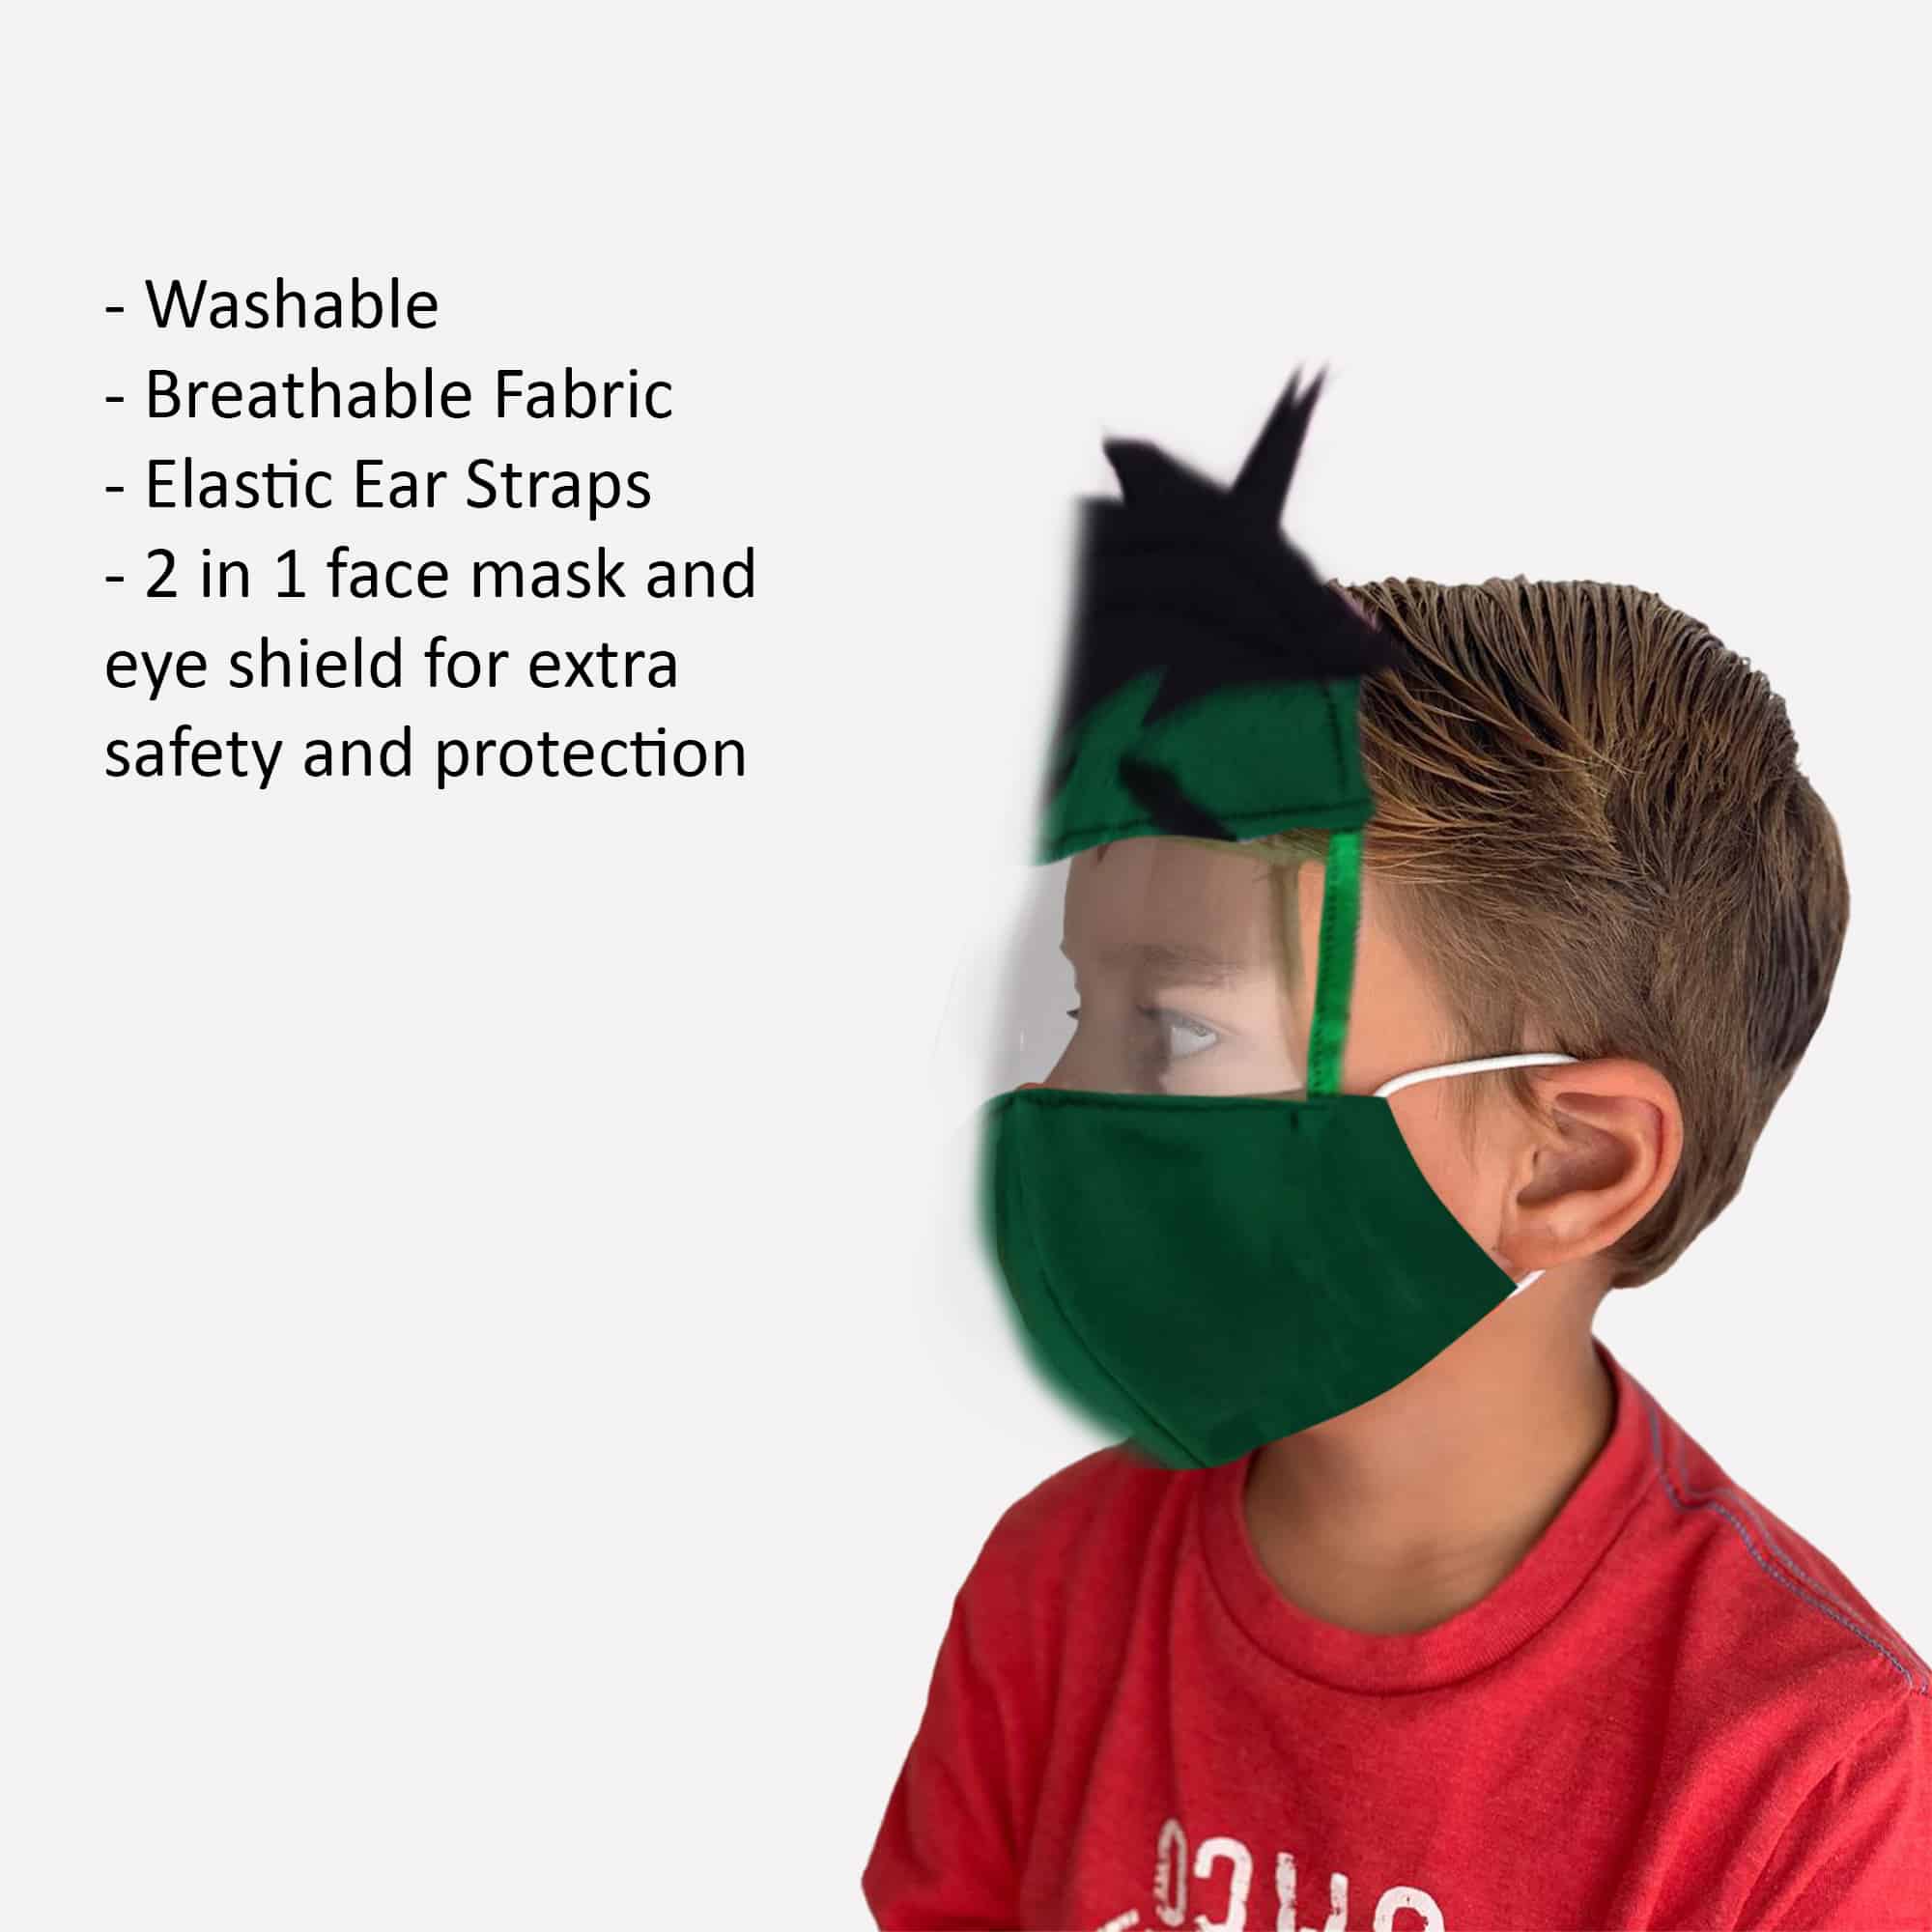 - Washable
- Breathable Fabric
- Elastic Ear Straps
- 2 in 1 face mask and
eye shield for extra
safety and protection